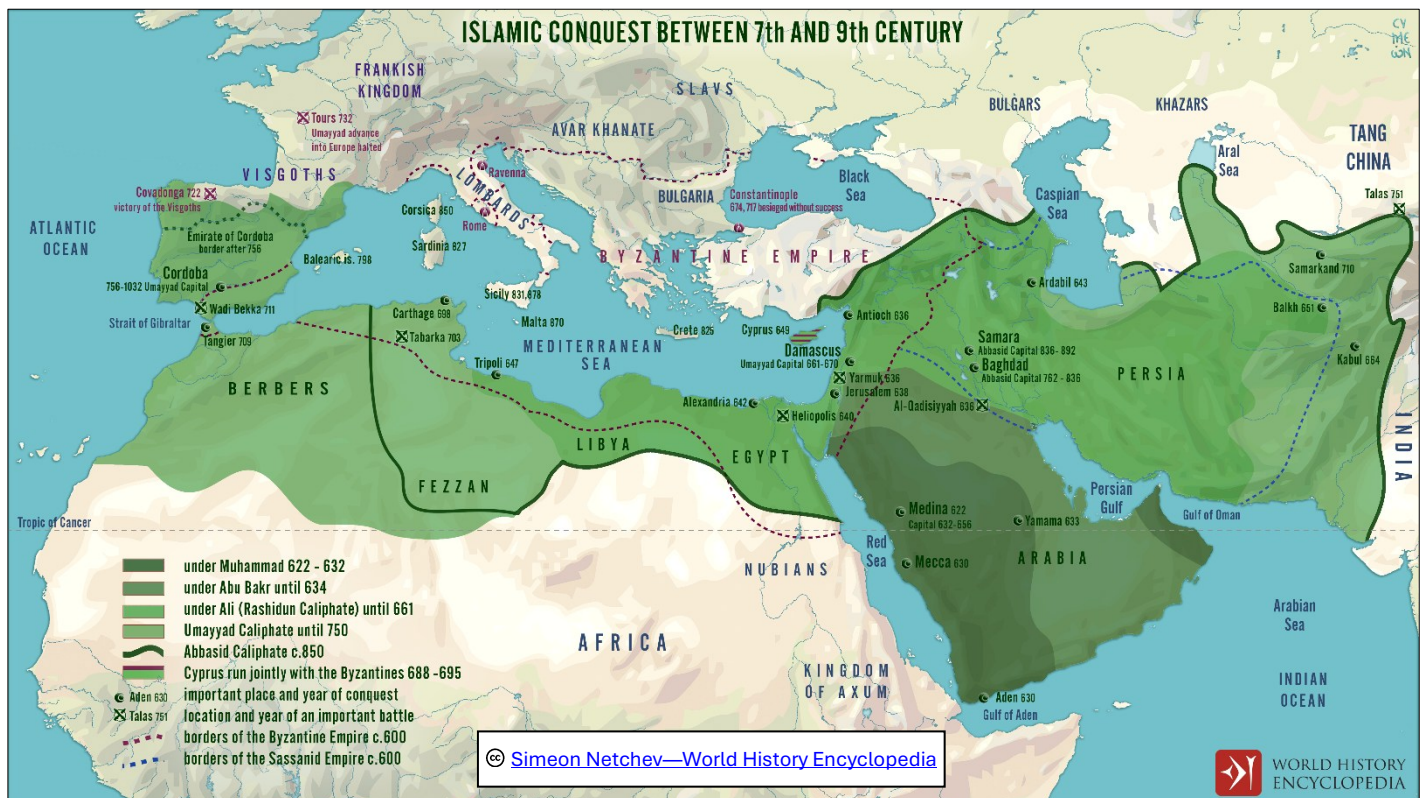 ISLAMIC CONQUEST BETWEEN 7th AND 9th CENTURY
CY
ME
ON
FRANKISH
KINGDOM
SLAVS
BULGARS
KHAZARS
TANG
CHINA
Tours 732
Umayyad advance
into Europe halted
AVAR KHANATE
Aral
Sea
VISGOTHS
Ravenna
LOMBARDS
Black
Sea
Caspian
Sea
Talas 751
Covadonga 722
victory of the Visgoths
BULGARIA
Constantinople
674, 717 besieged without success
Corsica 850
Rome
ATLANTIC
OCEAN
Emirate of Cordoba
border after 756
Sardinia 827
BYZANTINE EMPIRE
Balearic is. 798
Samarkand 710
Cordoba
756-1032 Umayyad Capital
Ardabil 643
Sicily 831,878
Wadi Bekka 711
Carthage 698
Balkh 651
Strait of Gibraltar
Malta 870
Crete 825
Cyprus 649
Antioch 636
Tangier 709
Tabarka 703
MEDITERRANEAN
SEA
Damascus
Umayyad Capital 661-670
Samara
Abbasid Capital 836- 892
Kabul 664
Tripoli 647
Baghdad
Abbasid Capital 762 - 836
PERSIA
BERBERS
Yarmuk 636
Jerusalem 638
Alexandria 642
Al-Qadisiyyah 636
Heliopolis 640
INDIA
LIBYA
EGYPT
FEZZAN
Persian
Gulf
Medina 622
Capital 632-656
Yamama 633
Gulf of Oman
Tropic of Cancer
Red
Sea
Mecca 630
ARABIA
NUBIANS
under Muhammad 622 - 632
under Abu Bakr until 634
under Ali (Rashidun Caliphate) until 661
Umayyad Caliphate until 750
Abbasid Caliphate c.850
Cyprus run jointly with the Byzantines 688 -695
Aden 630 important place and year of conquest
Talas 751 location and year of an important battle
borders of the Byzantine Empire c.600
borders of the Sassanid Empire c.600
AFRICA
Arabian
Sea
KINGDOM
OF AXUM
INDIAN
OCEAN
Aden 630
Gulf of Aden
cc Simeon Netchev—World History Encyclopedia
WORLD HISTORY
ENCYCLOPEDIA